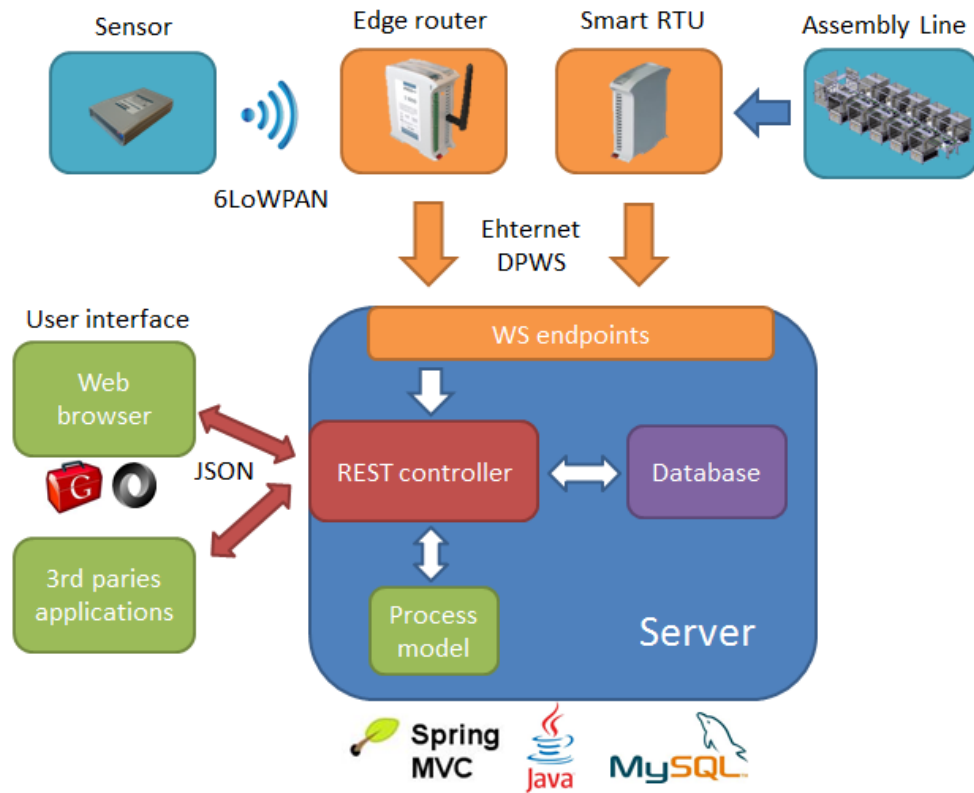 Sensor
Edge router
Smart RTU
Assembly Line
6LoWPAN
Ehternet
DPWS
User interface
WS endpoints
Web
browser
REST controller
Database
G
JSON
3rd paries
applications
Process
model
Server
Spring
MVC
Java
MySQL